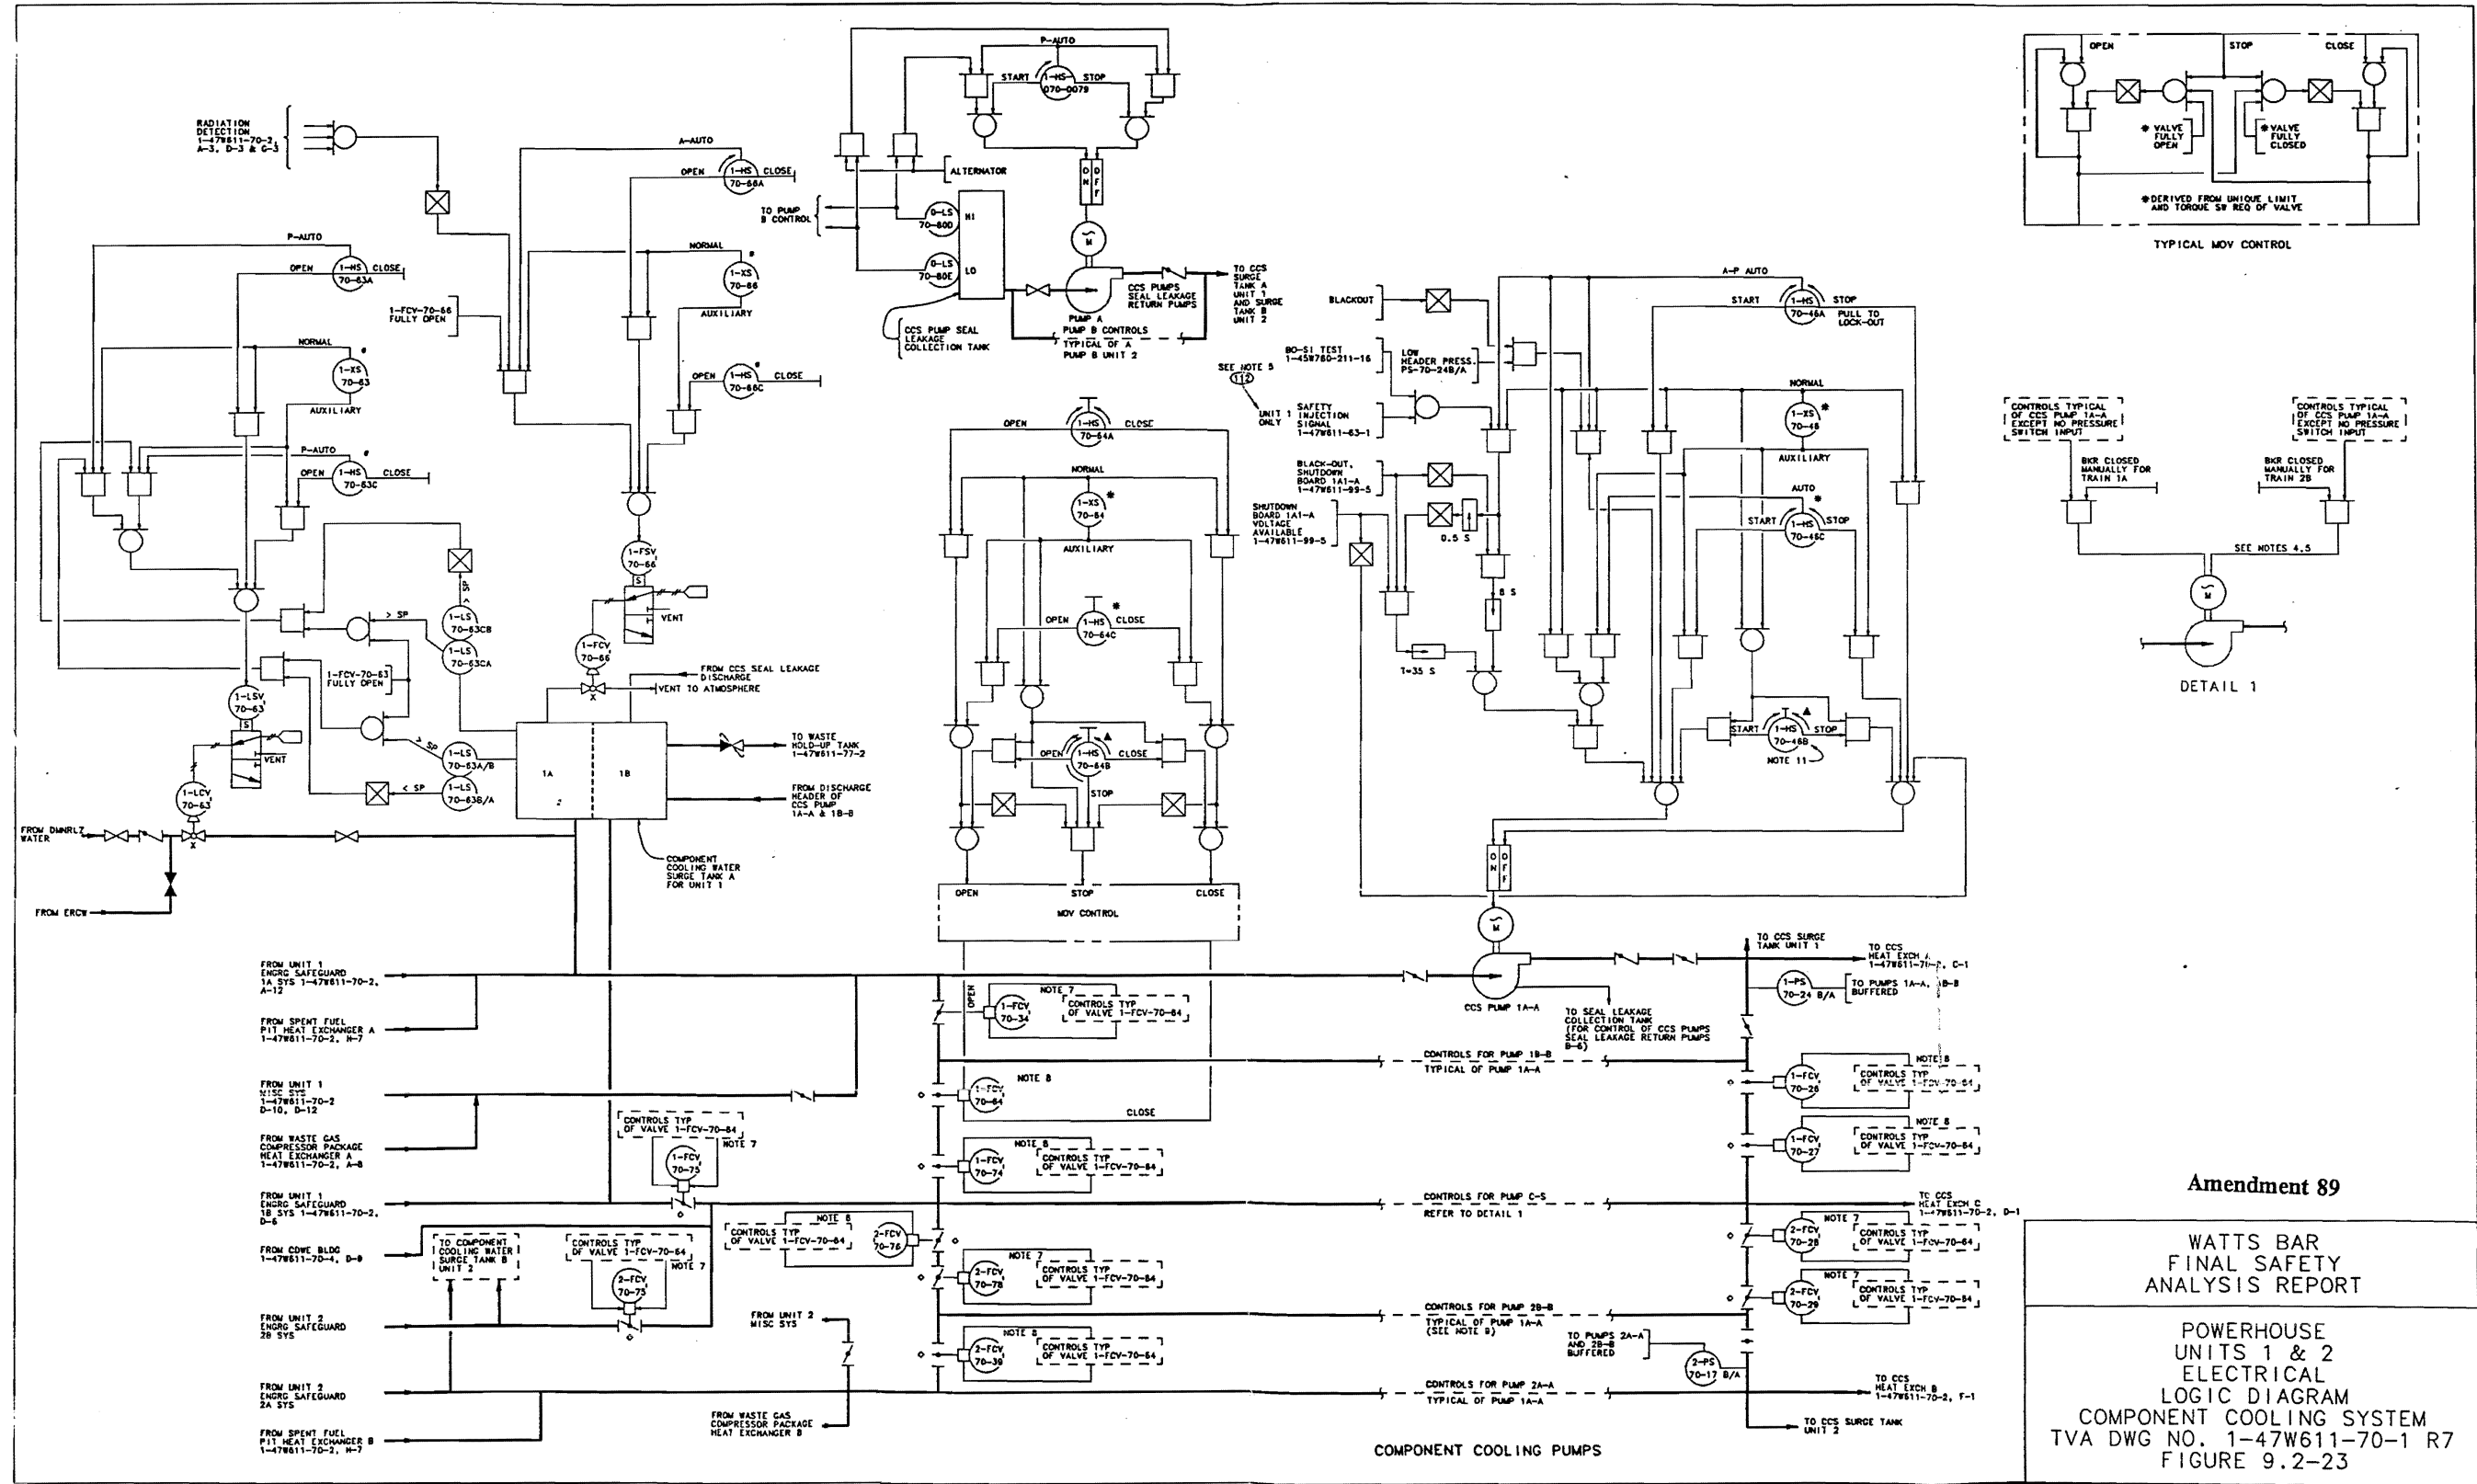 P-AUTO
START
1-HS
070-0079
STOP
RADIATION
DETECTION
1-47W611-70-2,
A-3, D-3 & G-3
A-AUTO
OPEN
1-HS
70-66A
CLOSE
ALTERNATOR
TO PUMP
B CONTROL
0-LS
70-80D
HI
0-LS
70-80E
LO
ON
OFF
M
CCS PUMPS
SEAL LEAKAGE
RETURN PUMPS
PUMP A
PUMP B CONTROLS
TYPICAL OF A
PUMP B UNIT 2
TO CCS
SURGE
TANK A
UNIT 1
AND SURGE
TANK B
UNIT 2
CCS PUMP SEAL
LEAKAGE
COLLECTION TANK
OPEN
STOP
CLOSE
* VALVE
FULLY
OPEN
* VALVE
FULLY
CLOSED
*DERIVED FROM UNIQUE LIMIT
AND TORQUE SW REQ OF VALVE
TYPICAL MOV CONTROL
P-AUTO
OPEN
1-HS
70-63A
CLOSE
NORMAL
1-XS
70-66
AUXILIARY
1-FCV-70-66
FULLY OPEN
OPEN
1-HS
70-66C
CLOSE
NORMAL
1-XS
70-63
AUXILIARY
P-AUTO
OPEN
1-HS
70-63C
CLOSE
1-FSV
70-66
S
VENT
1-FCV
70-66
X
VENT TO ATMOSPHERE
FROM CCS SEAL LEAKAGE
DISCHARGE
> SP
1-LS
70-63CB
1-LS
70-63CA
1-FCV-70-63
FULLY OPEN
1-LSV
70-63
S
VENT
1-LCV
70-63
X
> SP
1-LS
70-63A/B
< SP
1-LS
70-63B/A
1A
1B
TO WASTE
HOLD-UP TANK
1-47W611-77-2
FROM DISCHARGE
HEADER OF
CCS PUMP
1A-A & 1B-B
COMPONENT
COOLING WATER
SURGE TANK A
FOR UNIT 1
FROM DMNRLZ
WATER
FROM ERCW
SEE NOTE 5
112
UNIT 1
ONLY
BLACKOUT
BO-SI TEST
1-45W760-211-16
LOW
HEADER PRESS.
PS-70-24B/A
SAFETY
INJECTION
SIGNAL
1-47W611-63-1
BLACK-OUT,
SHUTDOWN
BOARD 1A1-A
1-47W611-99-5
SHUTDOWN
BOARD 1A1-A
VOLTAGE
AVAILABLE
1-47W611-99-5
0.5 S
8 S
T=35 S
A-P AUTO
START
1-HS
70-46A
STOP
PULL TO
LOCK-OUT
NORMAL
1-XS
70-46
AUXILIARY
AUTO
START
1-HS
70-46C
STOP
START
1-HS
70-46B
STOP
NOTE 11
ON
OFF
M
OPEN
1-HS
70-64A
CLOSE
NORMAL
1-XS
70-64
AUXILIARY
OPEN
1-HS
70-64C
CLOSE
OPEN
1-HS
70-64B
CLOSE
STOP
OPEN
STOP
CLOSE
MOV CONTROL
CONTROLS TYPICAL
OF CCS PUMP 1A-A
EXCEPT NO PRESSURE
SWITCH INPUT
CONTROLS TYPICAL
OF CCS PUMP 1A-A
EXCEPT NO PRESSURE
SWITCH INPUT
BKR CLOSED
MANUALLY FOR
TRAIN 1A
BKR CLOSED
MANUALLY FOR
TRAIN 2B
SEE NOTES 4.5
M
DETAIL 1
FROM UNIT 1
ENGRG SAFEGUARD
1A SYS 1-47W611-70-2,
A-12
FROM SPENT FUEL
PIT HEAT EXCHANGER A
1-47W611-70-2, H-7
FROM UNIT 1
MISC SYS
1-47W611-70-2
D-10, D-12
FROM WASTE GAS
COMPRESSOR PACKAGE
HEAT EXCHANGER A
1-47W611-70-2, A-8
FROM UNIT 1
ENGRG SAFEGUARD
1B SYS 1-47W611-70-2,
D-6
FROM CDWE BLDG
1-47W611-70-4, D-9
FROM UNIT 2
ENGRG SAFEGUARD
2B SYS
FROM UNIT 2
ENGRG SAFEGUARD
2A SYS
FROM SPENT FUEL
PIT HEAT EXCHANGER B
1-47W611-70-2, H-7
TO COMPONENT
COOLING WATER
SURGE TANK B
UNIT 2
CONTROLS TYP
OF VALVE 1-FCV-70-64
NOTE 7
1-FCV
70-75
CONTROLS TYP
OF VALVE 1-FCV-70-64
NOTE 7
2-FCV
70-75
FROM UNIT 2
MISC SYS
FROM WASTE GAS
COMPRESSOR PACKAGE
HEAT EXCHANGER B
OPEN
NOTE 7
1-FCV
70-34
CONTROLS TYP
OF VALVE 1-FCV-70-64
NOTE 8
1-FCV
70-64
CLOSE
NOTE 8
1-FCV
70-74
CONTROLS TYP
OF VALVE 1-FCV-70-64
NOTE 8
CONTROLS TYP
OF VALVE 1-FCV-70-64
2-FCV
70-76
NOTE 7
2-FCV
70-78
CONTROLS TYP
OF VALVE 1-FCV-70-64
NOTE 8
2-FCV
70-39
CONTROLS TYP
OF VALVE 1-FCV-70-64
CCS PUMP 1A-A
TO SEAL LEAKAGE
COLLECTION TANK
(FOR CONTROL OF CCS PUMPS
SEAL LEAKAGE RETURN PUMPS
B-6)
CONTROLS FOR PUMP 1B-B
TYPICAL OF PUMP 1A-A
CONTROLS FOR PUMP C-S
REFER TO DETAIL 1
CONTROLS FOR PUMP 2B-B
TYPICAL OF PUMP 1A-A
(SEE NOTE 9)
CONTROLS FOR PUMP 2A-A
TYPICAL OF PUMP 1A-A
TO CCS SURGE
TANK UNIT 1
TO CCS
HEAT EXCH A
1-47W611-70-2, C-1
1-PS
70-24 B/A
TO PUMPS 1A-A, 1B-B
BUFFERED
NOTE 8
1-FCV
70-26
CONTROLS TYP
OF VALVE 1-FCV-70-64
NOTE 8
1-FCV
70-27
CONTROLS TYP
OF VALVE 1-FCV-70-64
TO CCS
HEAT EXCH C
1-47W611-70-2, D-1
NOTE 7
2-FCV
70-28
CONTROLS TYP
OF VALVE 1-FCV-70-64
NOTE 7
2-FCV
70-29
CONTROLS TYP
OF VALVE 1-FCV-70-64
TO PUMPS 2A-A
AND 2B-B
BUFFERED
2-PS
70-17 B/A
TO CCS
HEAT EXCH B
1-47W611-70-2, F-1
TO CCS SURGE TANK
UNIT 2
COMPONENT COOLING PUMPS
Amendment 89
WATTS BAR
FINAL SAFETY
ANALYSIS REPORT
POWERHOUSE
UNITS 1 & 2
ELECTRICAL
LOGIC DIAGRAM
COMPONENT COOLING SYSTEM
TVA DWG NO. 1-47W611-70-1 R7
FIGURE 9.2-23